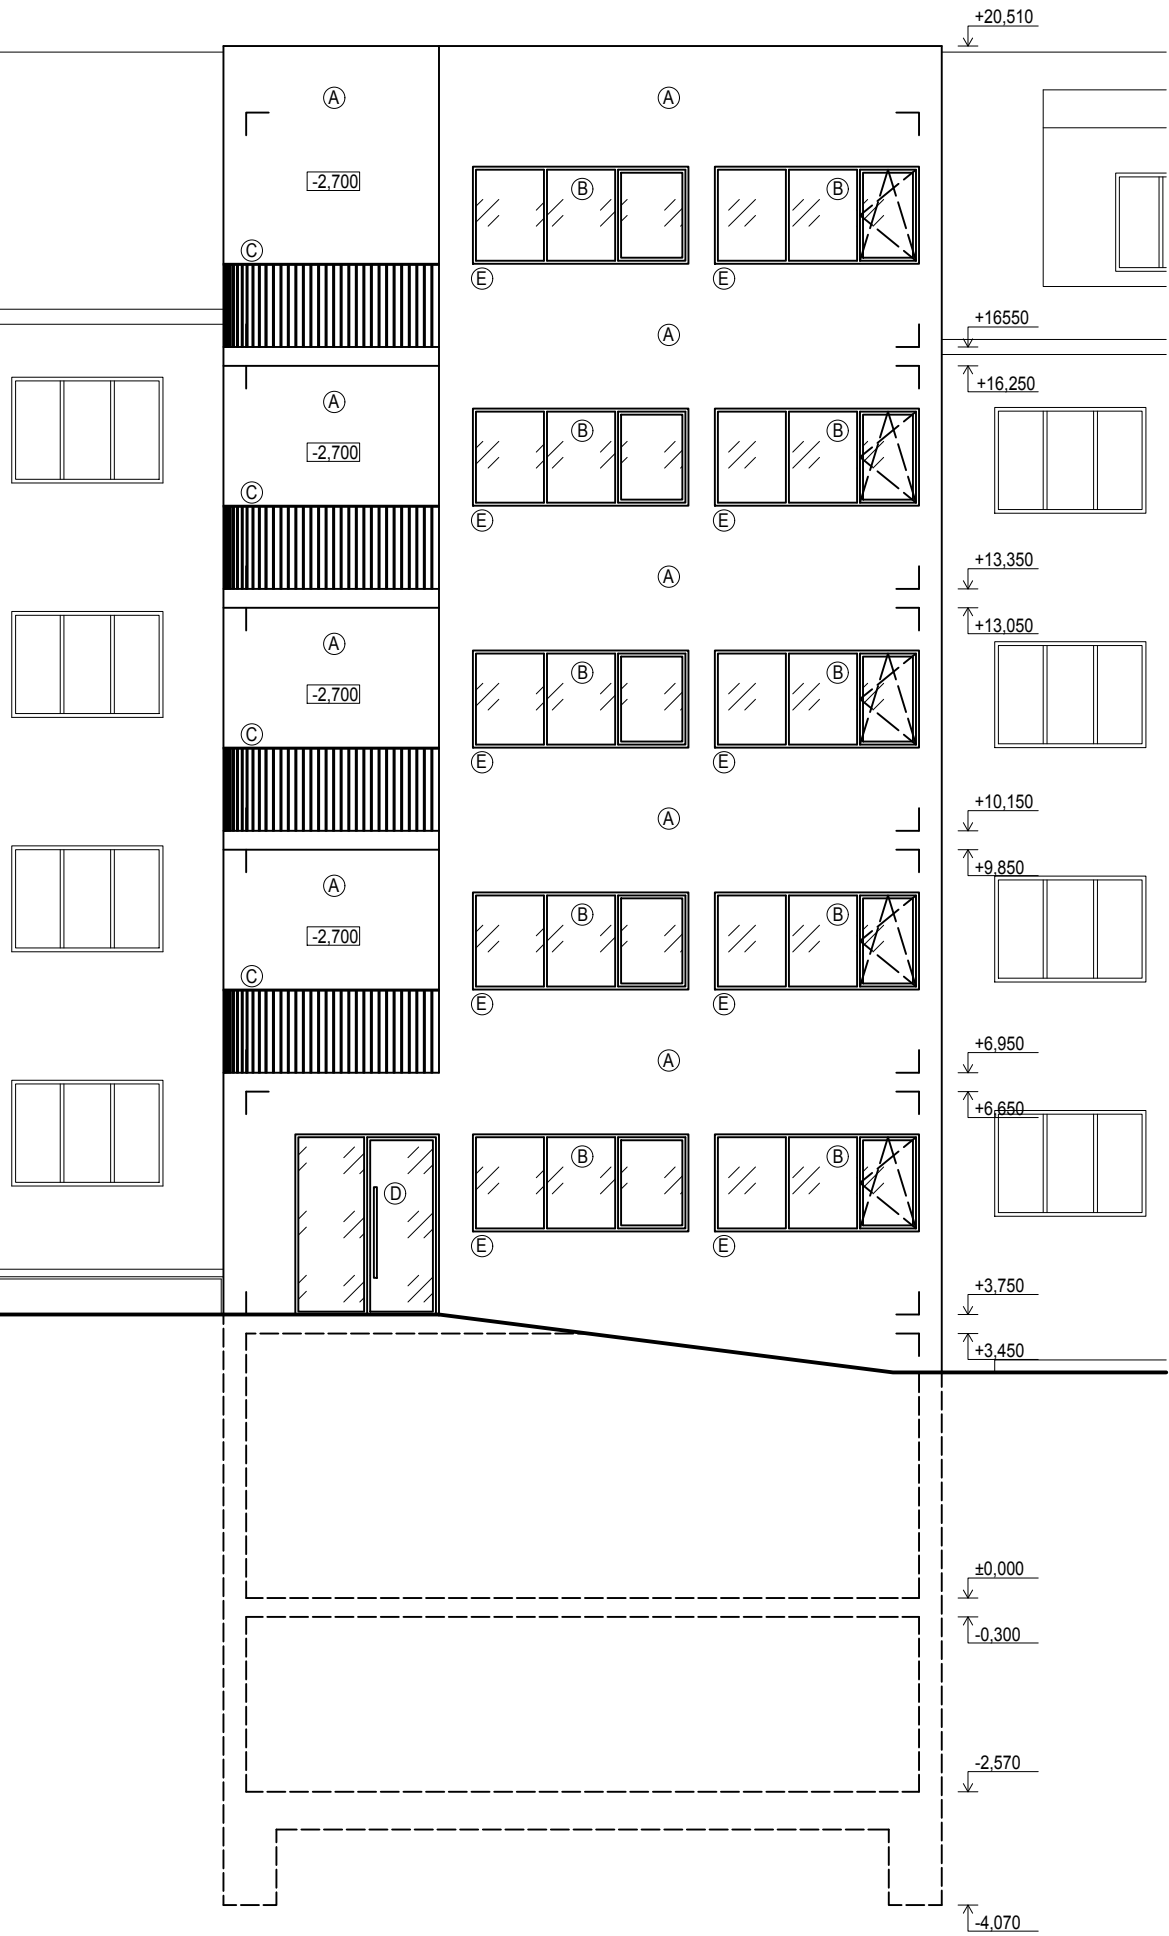 +20,510
A A
-2,700 B B
C
E E
+16550
A
+16,250
A
-2,700 B B
C
E E
+13,350
A
+13,050
A
-2,700 B B
C
E E
+10,150
A
+9,850
A
-2,700 B B
C
E E
+6,950
A
+6,650
B B
D
E E
+3,750
+3,450
±0,000
-0,300
-2,570
-4,070